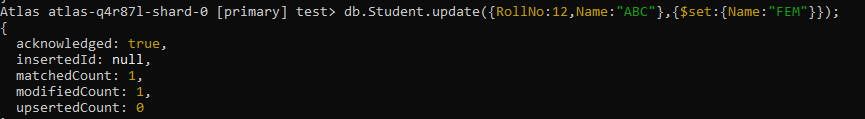 Atlas atlas-q4r87l-shard-0 [primary] test> db.Student.update({RollNo:12,Name:"ABC"},{$set:{Name:"FEM"}});
{
  acknowledged: true,
  insertedId: null,
  matchedCount: 1,
  modifiedCount: 1,
  upsertedCount: 0